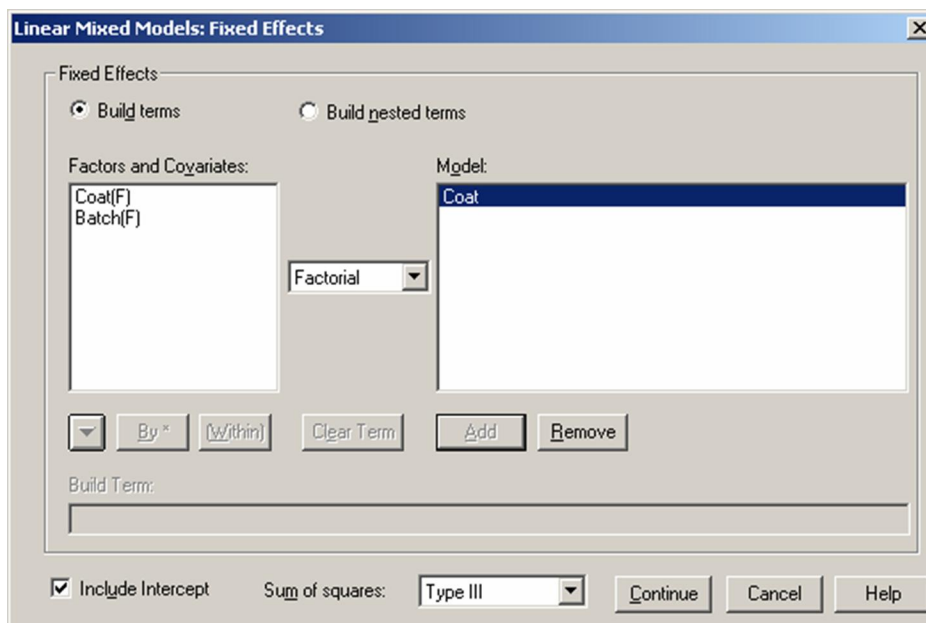 Linear Mixed Models: Fixed Effects
Fixed Effects
Build terms
Build nested terms
Factors and Covariates:
Model:
Coat(F)
Batch(F)
Coat
Factorial
By *
(Within)
Clear Term
Add
Remove
Build Term:
Include Intercept
Sum of squares:
Type III
Continue
Cancel
Help